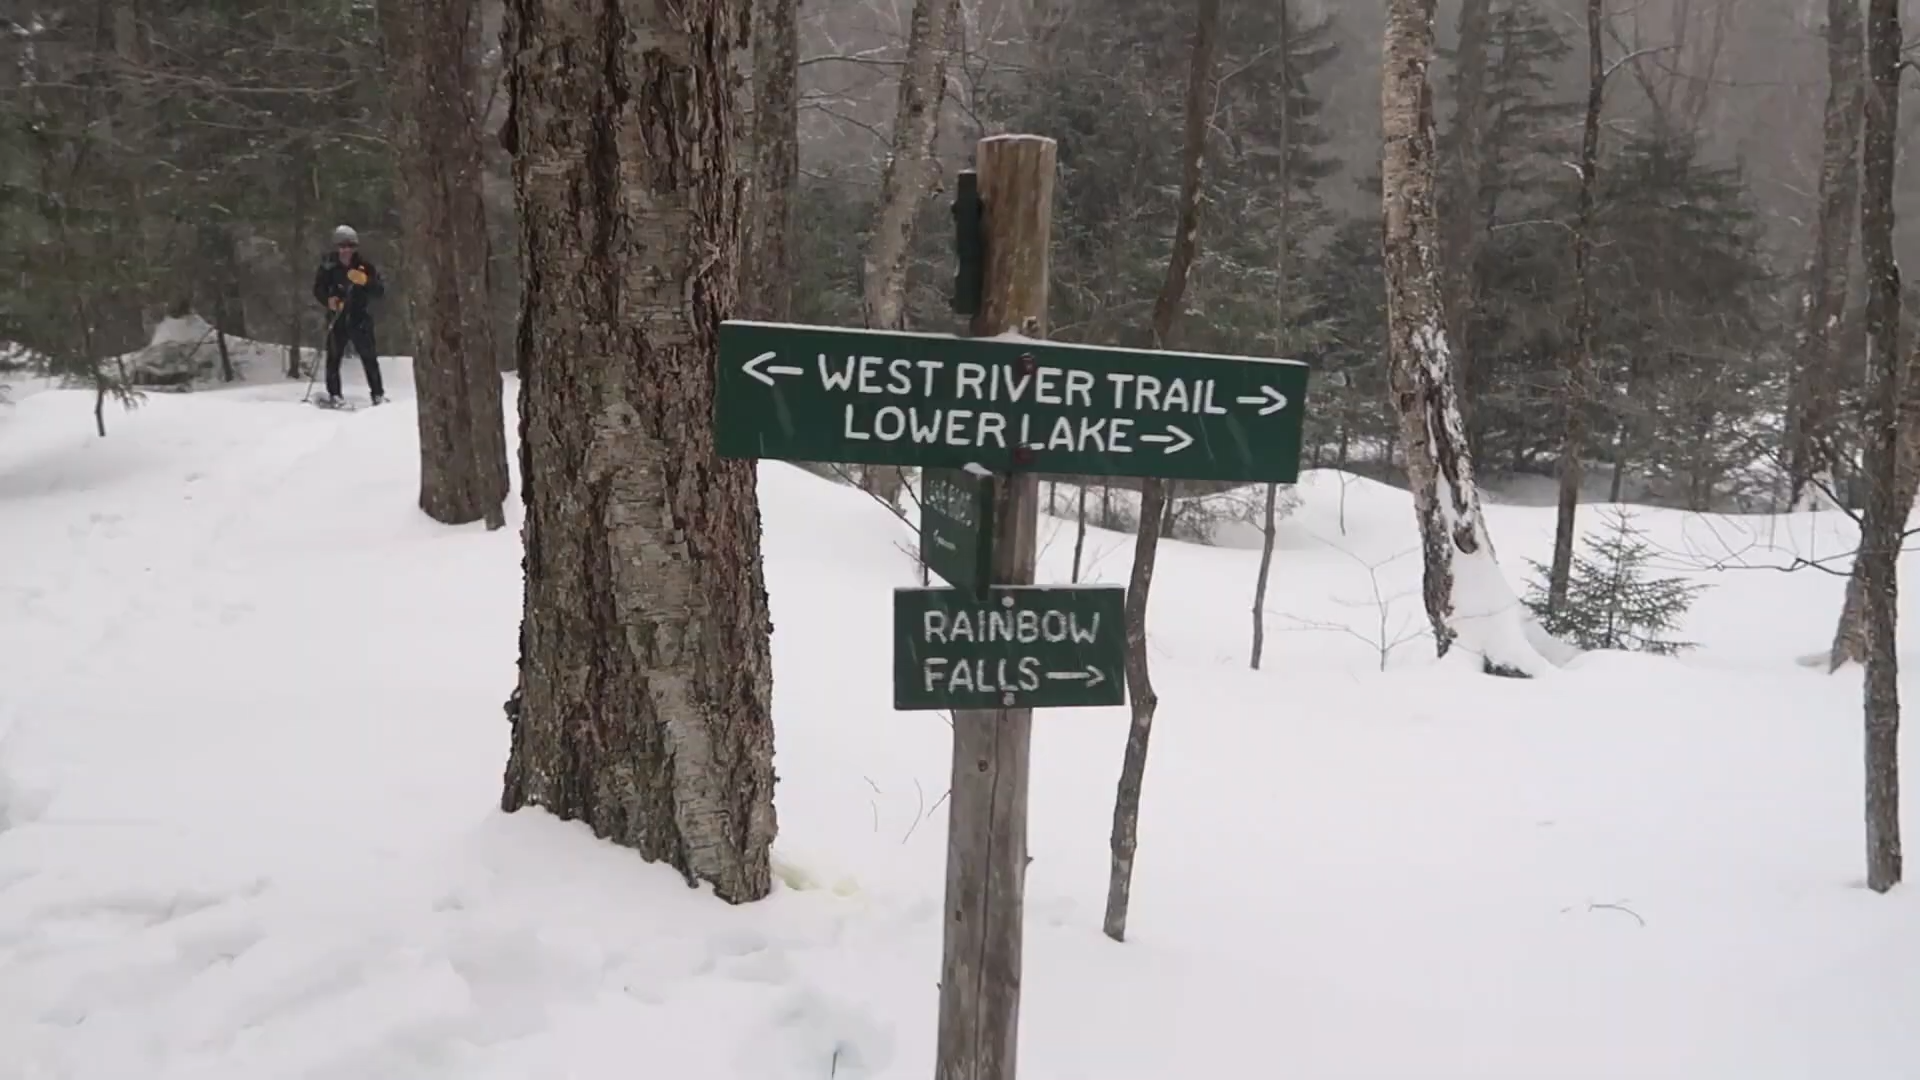 <- WEST RIVER TRAIL ->
LOWER LAKE ->
RAINBOW
FALLS ->